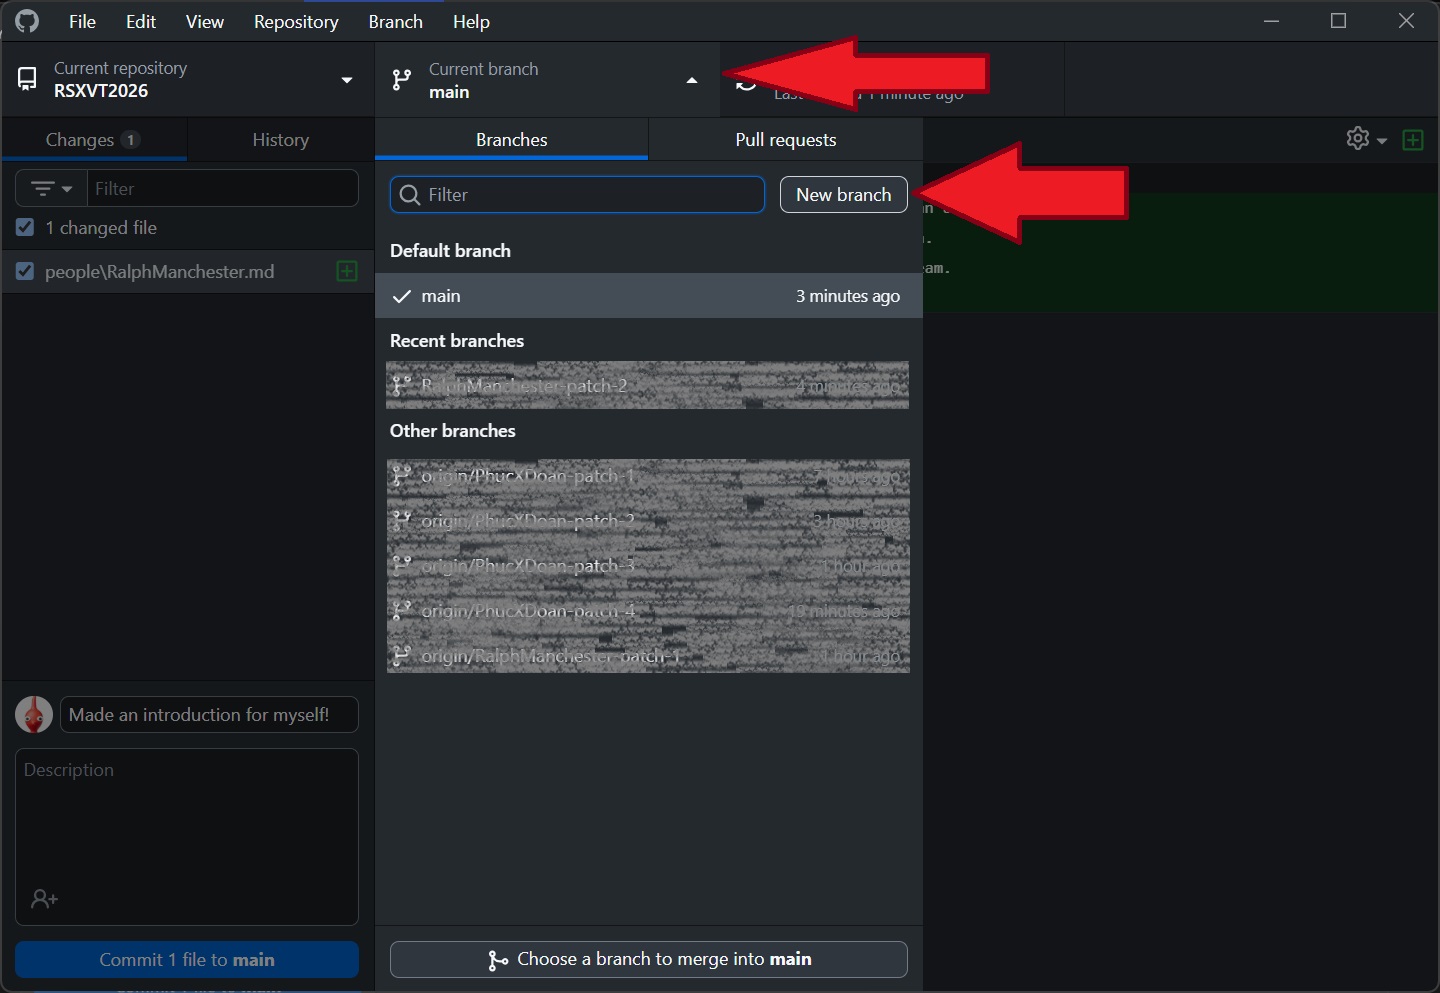 File Edit View Repository Branch Help
Current repository
RSXVT2026
Current branch
main
1 minute ago
Changes 1
History
Branches
Pull requests
Filter
Filter
New branch
1 changed file
people\RalphManchester.md
Default branch
main 3 minutes ago
Recent branches
RalphManchester-patch-2 4 minutes ago
Other branches
origin/PhucXDoan-patch-1 hours ago
origin/PhucXDoan-patch-2 3 hours ago
origin/PhucXDoan-patch-3 1 hour ago
origin/PhucXDoan-patch-4 minutes ago
origin/RalphManchester-patch-1 1 hour ago
Made an introduction for myself!
Description
Commit 1 file to main
Choose a branch to merge into main